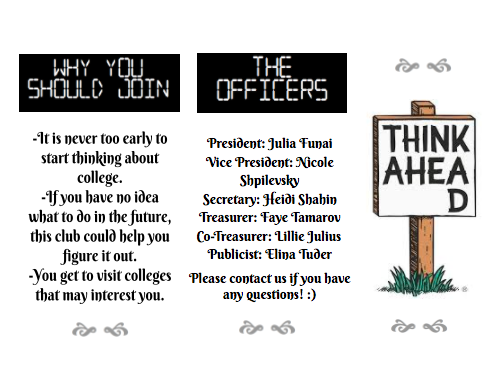 WHY YOU
SHOULD JOIN
-It is never too early to
start thinking about
college.
-If you have no idea
what to do in the future,
this club could help you
figure it out.
-You get to visit colleges
that may interest you.
THE
OFFICERS
President: Julia Funai
Vice President: Nicole
Shpilevsky
Secretary: Heidi Shahin
Treasurer: Faye Tamarov
Co-Treasurer: Lillie Julius
Publicist: Elina Tuder
Please contact us if you have
any questions! :)
THINK
AHEA
D